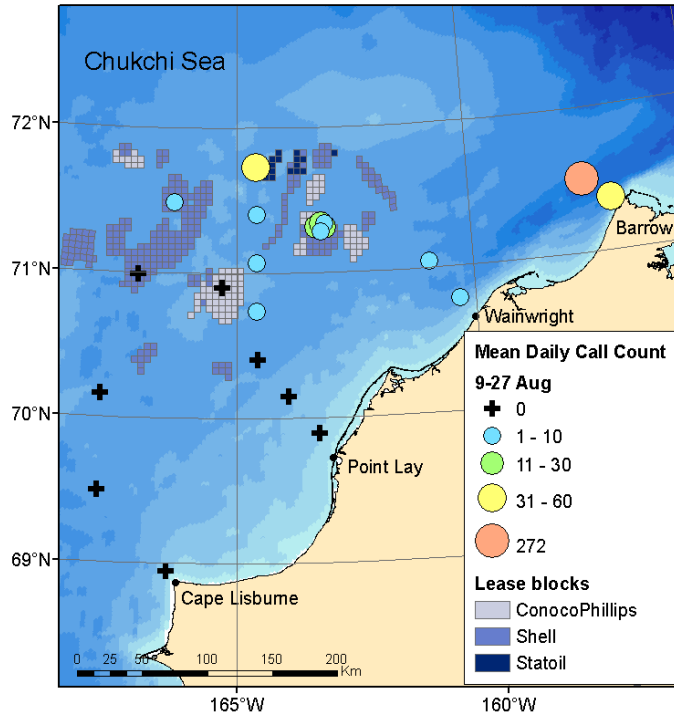 Chukchi Sea
72°N
71°N
70°N
69°N
165°W
160°W
Barrow
Wainwright
Point Lay
Cape Lisburne
Mean Daily Call Count
9-27 Aug
0
1 - 10
11 - 30
31 - 60
272
Lease blocks
ConocoPhillips
Shell
Statoil
0 25 50 100 150 200
Km